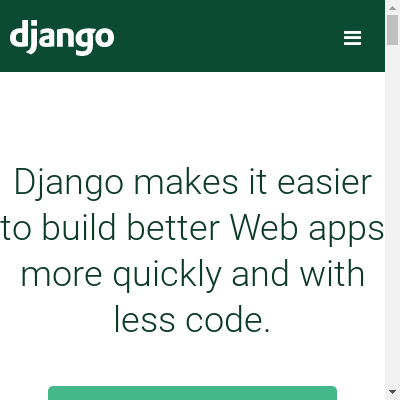 django
Django makes it easier
to build better Web apps
more quickly and with
less code.